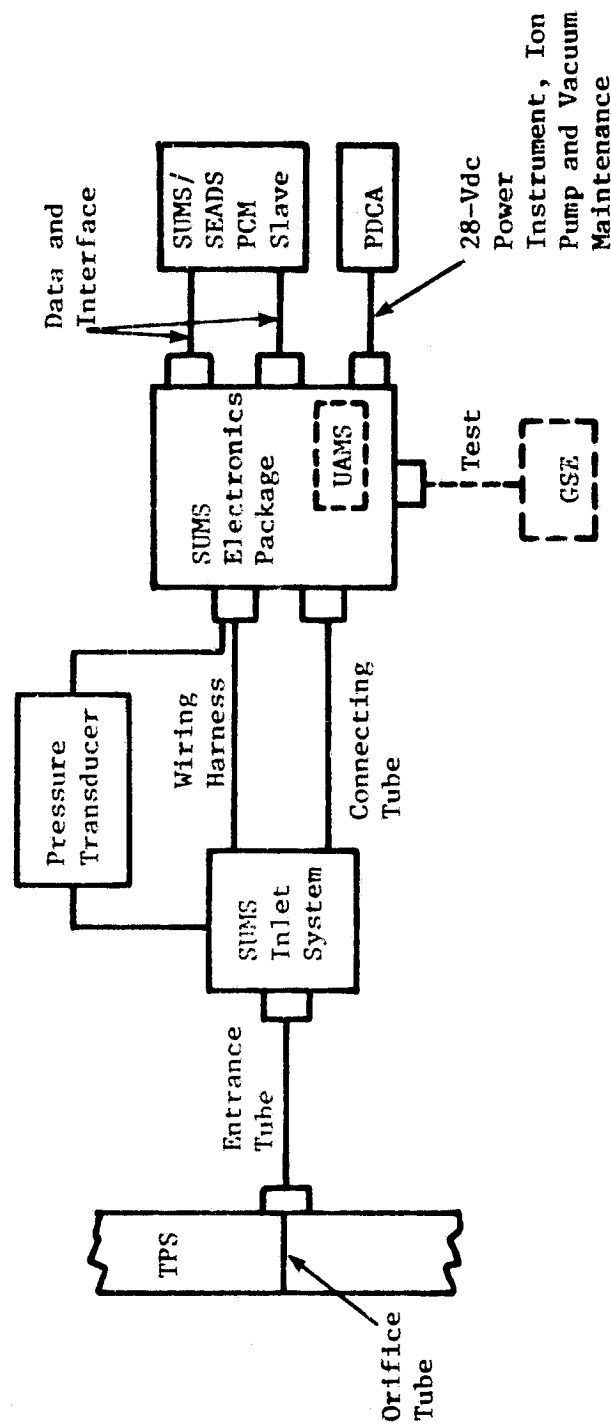 TPS
Orifice
Tube
Entrance
Tube
SUMS
Inlet
System
Pressure
Transducer
Wiring
Harness
Connecting
Tube
SUMS
Electronics
Package
UAMS
Data and
Interface
SUMS/
SEADS
PCM
Slave
PDCA
28-Vdc
Power
Instrument, Ion
Pump and Vacuum
Maintenance
Test
GSE